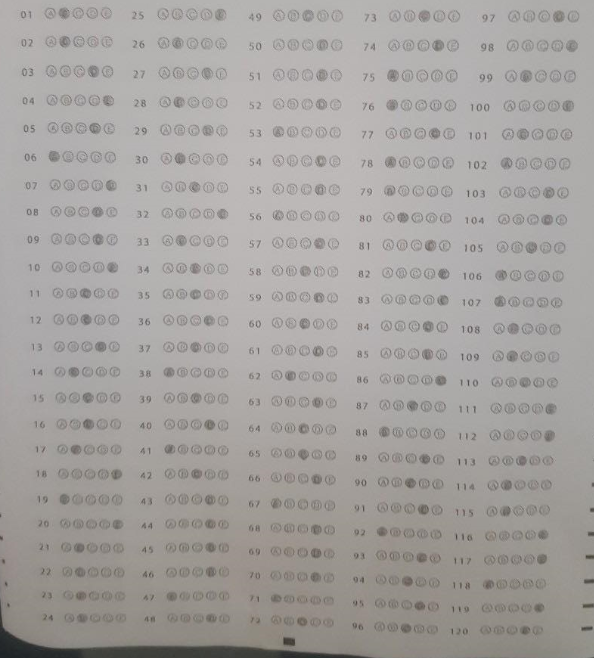 01 A B C D E 25 A B C D E 49 A B C D E 73 A B C D E 97 A B C D E
02 A B C D E 26 A B C D E 50 A B C D E 74 A B C D E 98 A B C D E
03 A B C D E 27 A B C D E 51 A B C D E 75 A B C D E 99 A B C D E
04 A B C D E 28 A B C D E 52 A B C D E 76 A B C D E 100 A B C D E
05 A B C D E 29 A B C D E 53 A B C D E 77 A B C D E 101 A B C D E
06 A B C D E 30 A B C D E 54 A B C D E 78 A B C D E 102 A B C D E
07 A B C D E 31 A B C D E 55 A B C D E 79 A B C D E 103 A B C D E
08 A B C D E 32 A B C D E 56 A B C D E 80 A B C D E 104 A B C D E
09 A B C D E 33 A B C D E 57 A B C D E 81 A B C D E 105 A B C D E
10 A B C D E 34 A B C D E 58 A B C D E 82 A B C D E 106 A B C D E
11 A B C D E 35 A B C D E 59 A B C D E 83 A B C D E 107 A B C D E
12 A B C D E 36 A B C D E 60 A B C D E 84 A B C D E 108 A B C D E
13 A B C D E 37 A B C D E 61 A B C D E 85 A B C D E 109 A B C D E
14 A B C D E 38 A B C D E 62 A B C D E 86 A B C D E 110 A B C D E
15 A B C D E 39 A B C D E 63 A B C D E 87 A B C D E 111 A B C D E
16 A B C D E 40 A B C D E 64 A B C D E 88 A B C D E 112 A B C D E
17 A B C D E 41 A B C D E 65 A B C D E 89 A B C D E 113 A B C D E
18 A B C D E 42 A B C D E 66 A B C D E 90 A B C D E 114 A B C D E
19 A B C D E 43 A B C D E 67 A B C D E 91 A B C D E 115 A B C D E
20 A B C D E 44 A B C D E 68 A B C D E 92 A B C D E 116 A B C D E
21 A B C D E 45 A B C D E 69 A B C D E 93 A B C D E 117 A B C D E
22 A B C D E 46 A B C D E 70 A B C D E 94 A B C D E 118 A B C D E
23 A B C D E 47 A B C D E 71 A B C D E 95 A B C D E 119 A B C D E
24 A B C D E 48 A B C D E 72 A B C D E 96 A B C D E 120 A B C D E